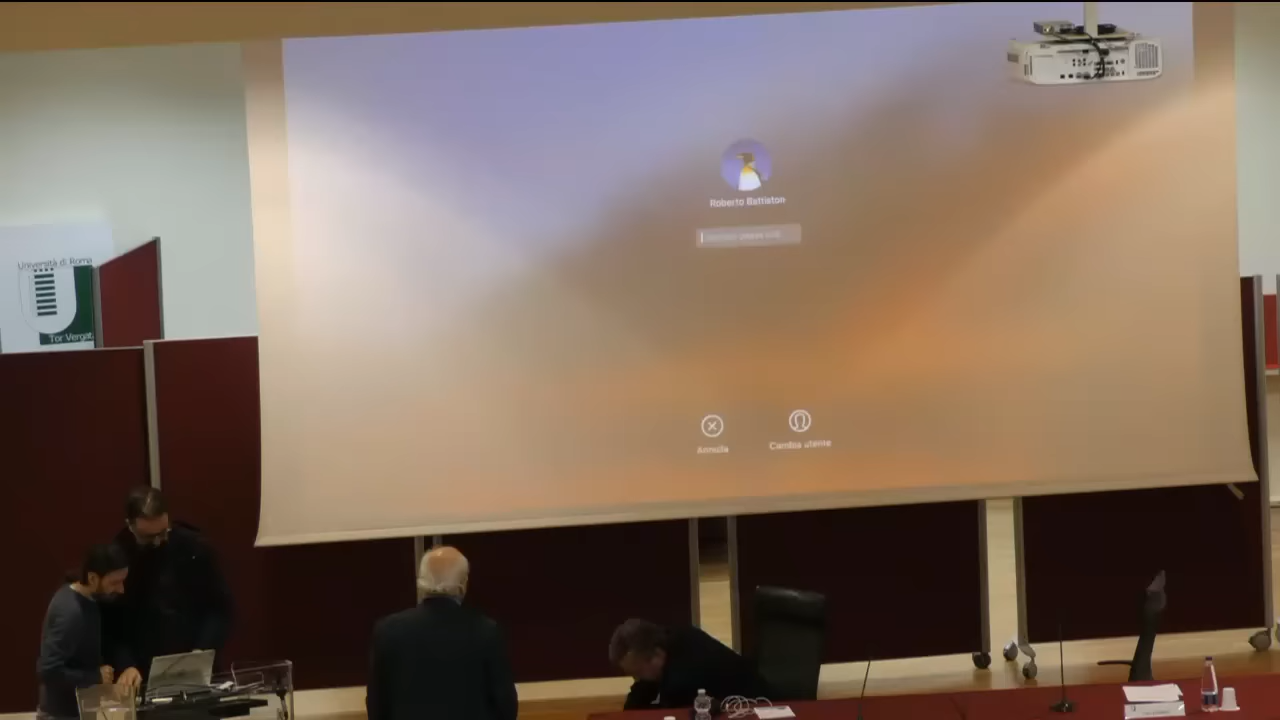 Roberto Battiston
Annulla
Cambia utente
Università di Roma
Tor Vergata